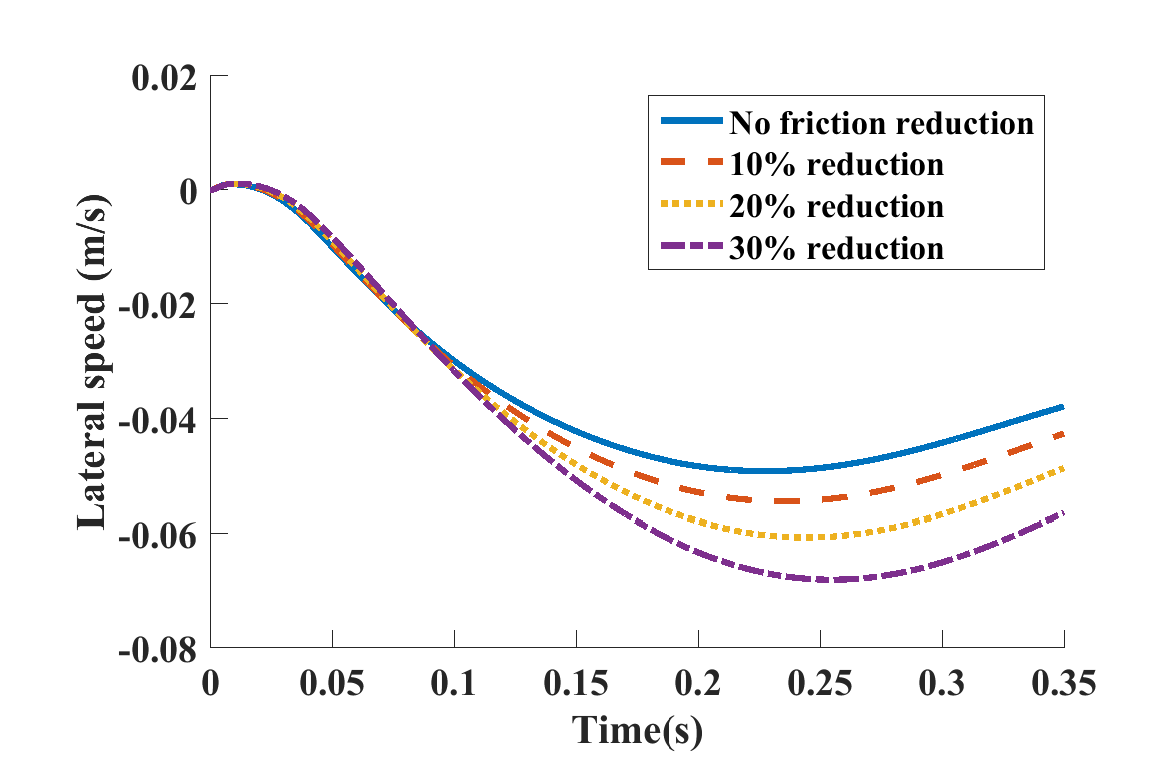 0.02
0
-0.02
-0.04
-0.06
-0.08
Lateral speed (m/s)
No friction reduction
10% reduction
20% reduction
30% reduction
0 0.05 0.1 0.15 0.2 0.25 0.3 0.35
Time(s)